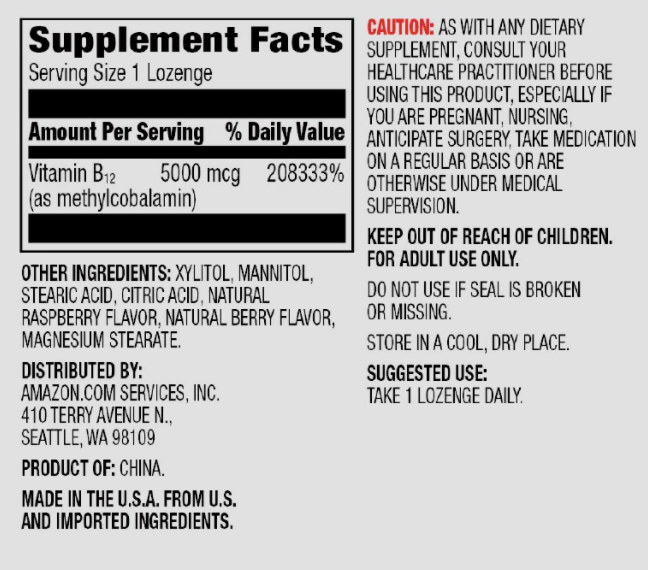 Supplement Facts
Serving Size 1 Lozenge
Amount Per Serving % Daily Value
Vitamin B₁₂ 5000 mcg 208333%
(as methylcobalamin)
OTHER INGREDIENTS: XYLITOL, MANNITOL,
STEARIC ACID, CITRIC ACID, NATURAL
RASPBERRY FLAVOR, NATURAL BERRY FLAVOR,
MAGNESIUM STEARATE.
DISTRIBUTED BY:
AMAZON.COM SERVICES, INC.
410 TERRY AVENUE N.,
SEATTLE, WA 98109
PRODUCT OF: CHINA.
MADE IN THE U.S.A. FROM U.S.
AND IMPORTED INGREDIENTS.
CAUTION: AS WITH ANY DIETARY
SUPPLEMENT, CONSULT YOUR
HEALTHCARE PRACTITIONER BEFORE
USING THIS PRODUCT, ESPECIALLY IF
YOU ARE PREGNANT, NURSING,
ANTICIPATE SURGERY, TAKE MEDICATION
ON A REGULAR BASIS OR ARE
OTHERWISE UNDER MEDICAL
SUPERVISION.
KEEP OUT OF REACH OF CHILDREN.
FOR ADULT USE ONLY.
DO NOT USE IF SEAL IS BROKEN
OR MISSING.
STORE IN A COOL, DRY PLACE.
SUGGESTED USE:
TAKE 1 LOZENGE DAILY.